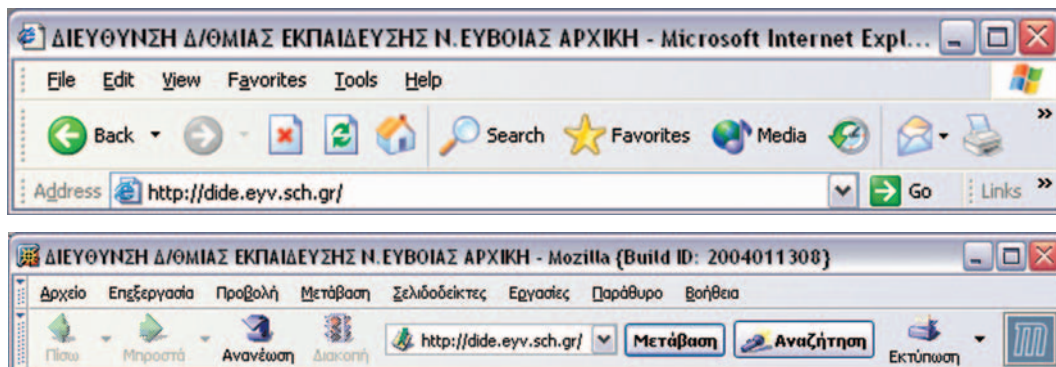 ΔΙΕΥΘΥΝΣΗ Δ/ΘΜΙΑΣ ΕΚΠΑΙΔΕΥΣΗΣ Ν.ΕΥΒΟΙΑΣ ΑΡΧΙΚΗ - Microsoft Internet Expl...
File Edit View Favorites Tools Help
Back Search Favorites Media »
Address http://dide.eyv.sch.gr/ Go Links »
ΔΙΕΥΘΥΝΣΗ Δ/ΘΜΙΑΣ ΕΚΠΑΙΔΕΥΣΗΣ Ν.ΕΥΒΟΙΑΣ ΑΡΧΙΚΗ - Mozilla {Build ID: 2004011308}
Αρχείο Επεξεργασία Προβολή Μετάβαση Σελιδοδείκτες Εργασίες Παράθυρο Βοήθεια
Πίσω Μπροστά Ανανέωση Διακοπή http://dide.eyv.sch.gr/ Μετάβαση Αναζήτηση Εκτύπωση